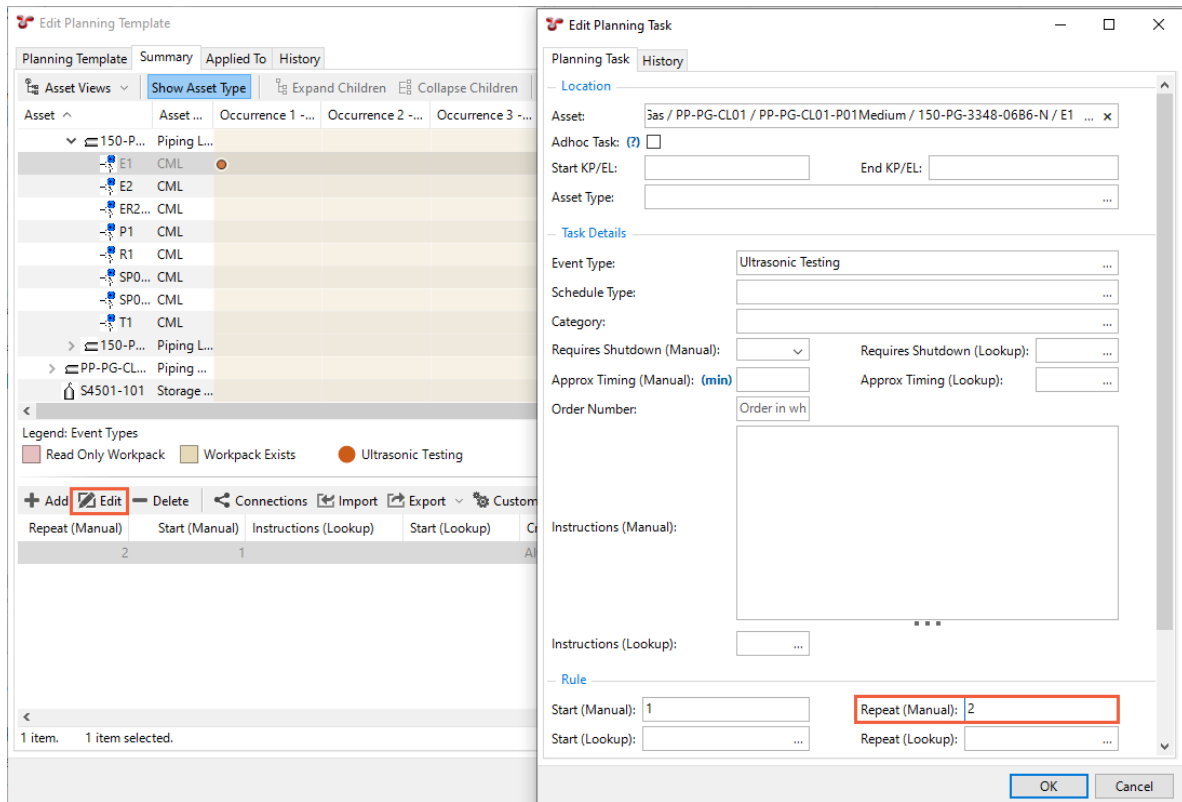 Edit Planning Template
Planning Template Summary Applied To History
Asset Views Show Asset Type Expand Children Collapse Children
Asset Asset ... Occurrence 1 -... Occurrence 2 -... Occurrence 3 -...
150-P... Piping L...
E1 CML
E2 CML
ER2... CML
P1 CML
R1 CML
SP0... CML
SP0... CML
T1 CML
150-P... Piping L...
PP-PG-CL... Piping ...
S4501-101 Storage ...
Legend: Event Types
Read Only Workpack Workpack Exists Ultrasonic Testing
Add Edit Delete Connections Import Export Custom
Repeat (Manual) Start (Manual) Instructions (Lookup) Start (Lookup)
2 1
1 item. 1 item selected.
Edit Planning Task
Planning Task History
Location
Asset: Gas / PP-PG-CL01 / PP-PG-CL01-P01Medium / 150-PG-3348-06B6-N / E1 ... x
Adhoc Task: (?)
Start KP/EL: End KP/EL:
Asset Type: ...
Task Details
Event Type: Ultrasonic Testing ...
Schedule Type: ...
Category: ...
Requires Shutdown (Manual): Requires Shutdown (Lookup): ...
Approx Timing (Manual): (min) Approx Timing (Lookup): ...
Order Number: Order in wh
Instructions (Manual):
Instructions (Lookup): ...
Rule
Start (Manual): 1 Repeat (Manual): 2
Start (Lookup): ... Repeat (Lookup): ...
OK Cancel